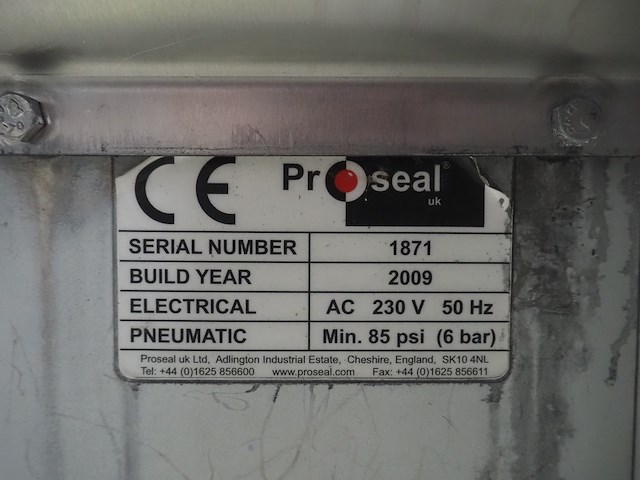 CE Proseal®
uk
SERIAL NUMBER 1871
BUILD YEAR 2009
ELECTRICAL AC 230 V 50 Hz
PNEUMATIC Min. 85 psi (6 bar)
Proseal uk Ltd, Adlington Industrial Estate, Cheshire, England, SK10 4NL
Tel: +44 (0)1625 856600 www.proseal.com Fax: +44 (0)1625 856611